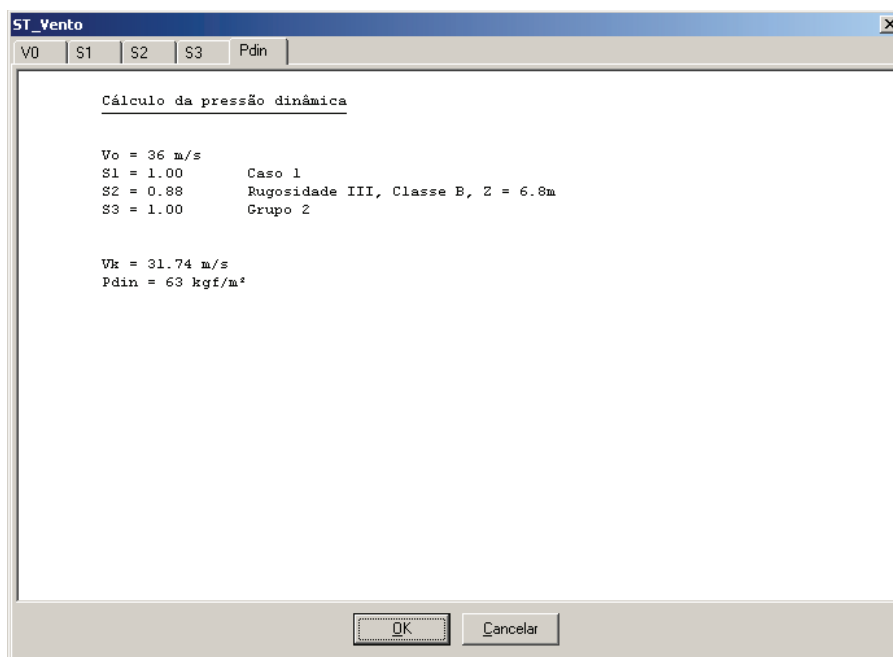 ST_Vento
V0 S1 S2 S3 Pdin
Cálculo da pressão dinâmica
Vo = 36 m/s
S1 = 1.00 Caso 1
S2 = 0.88 Rugosidade III, Classe B, Z = 6.8m
S3 = 1.00 Grupo 2
Vk = 31.74 m/s
Pdin = 63 kgf/m²
OK Cancelar